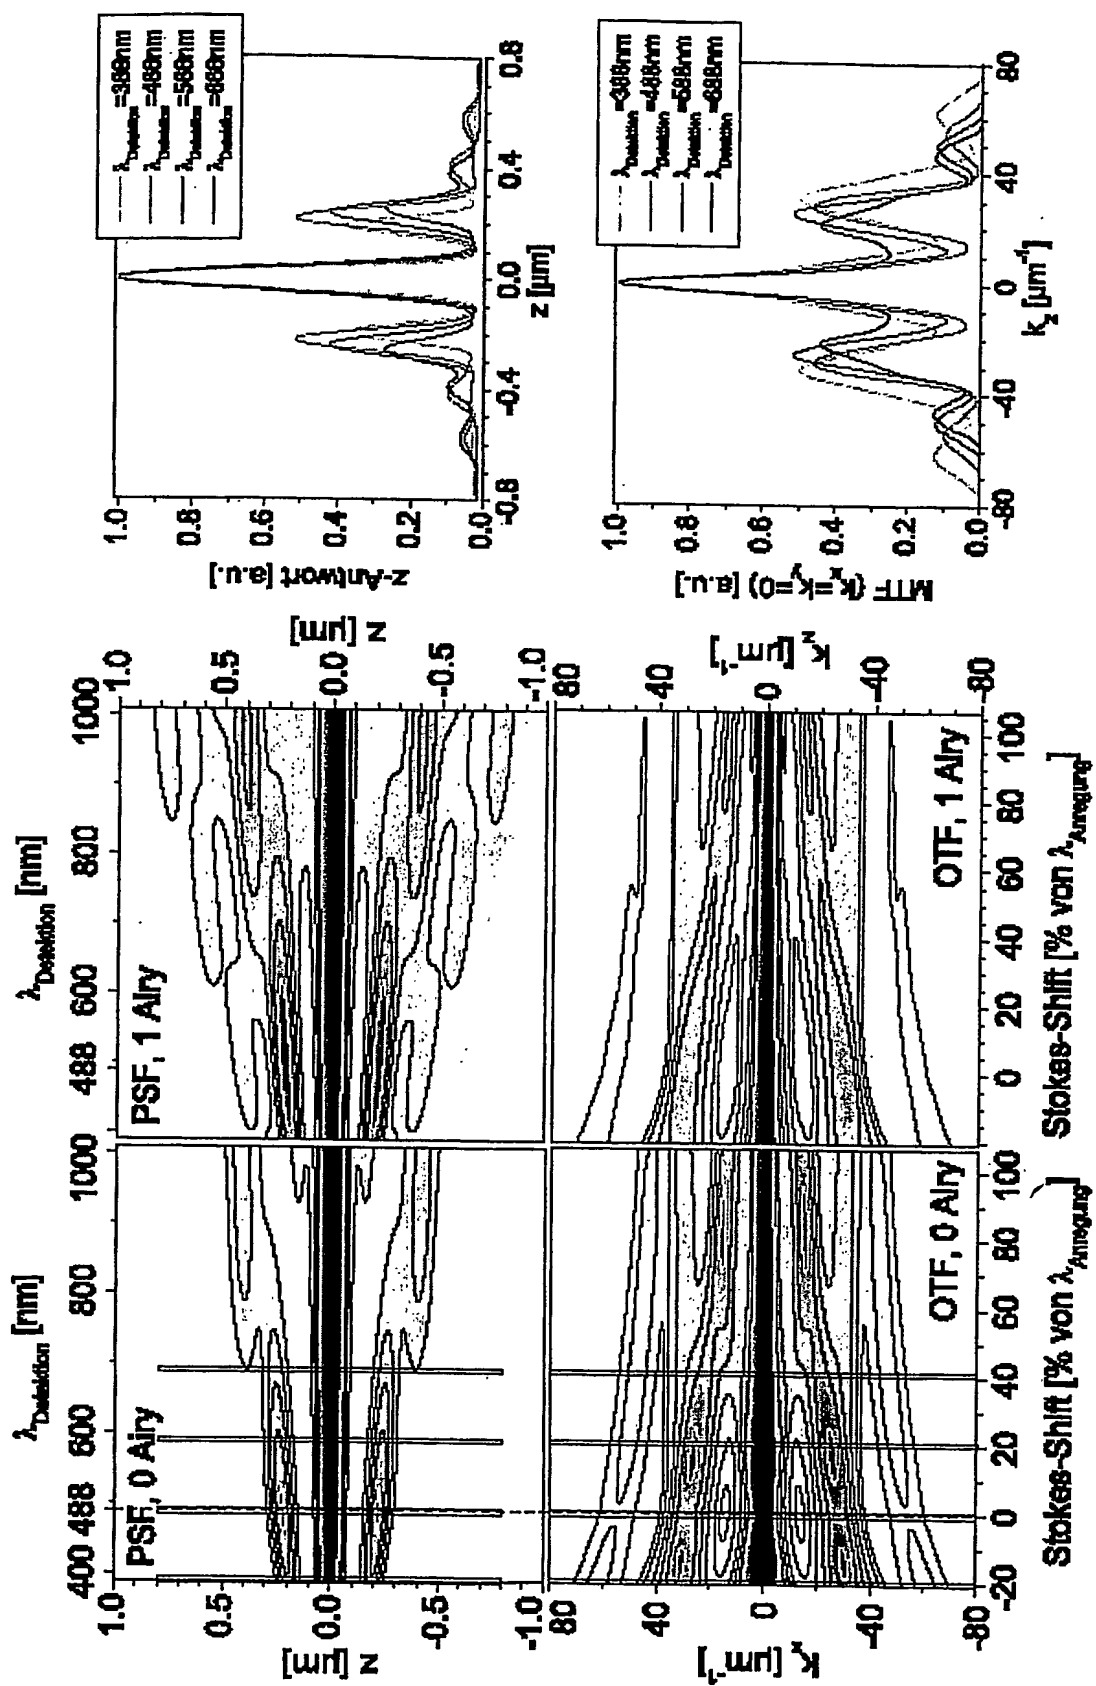 λDetektion [nm]
λDetektion [nm]
400 488 600 800 1000
488 600 800 1000
1.0
0.5
0.0
-0.5
-1.0
z [µm]
PSF, 0 Airy
PSF, 1 Airy
1.0
0.5
0.0
-0.5
-1.0
z [µm]
80
40
0
-40
-80
kx [µm-1]
OTF, 0 Airy
OTF, 1 Airy
80
40
0
-40
-80
kz [µm-1]
-20 0 20 40 60 80 100
0 20 40 60 80 100
Stokes-Shift [% von λAnregung]
Stokes-Shift [% von λAnregung]
1.0
0.8
0.6
0.4
0.2
0.0
z-Antwort [a.u.]
λDetektion=388nm
λDetektion=488nm
λDetektion=588nm
λDetektion=688nm
-0.8 -0.4 0.0 0.4 0.8
z [µm]
1.0
0.8
0.6
0.4
0.2
0.0
MTF (kx=ky=0) [a.u.]
λDetektion=388nm
λDetektion=488nm
λDetektion=588nm
λDetektion=688nm
-80 -40 0 40 80
kz [µm-1]